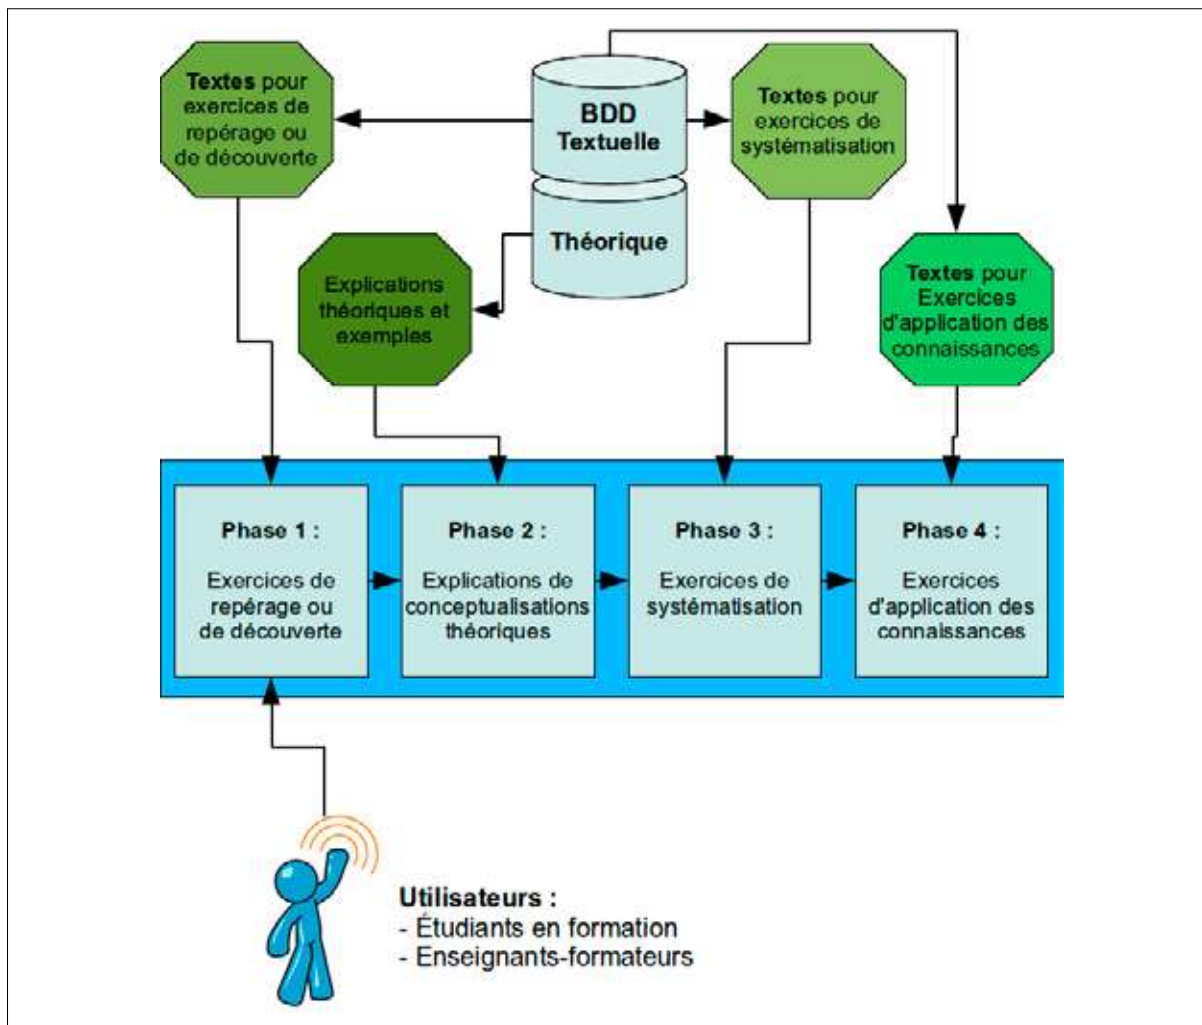 Textes pour
exercices de
repérage ou
de découverte
BDD
Textuelle
Théorique
Textes pour
exercices de
systématisation
Explications
théoriques et
exemples
Textes pour
Exercices
d'application des
connaissances
Phase 1 :
Exercices de
repérage ou
de découverte
Phase 2 :
Explications de
conceptualisations
théoriques
Phase 3 :
Exercices de
systématisation
Phase 4 :
Exercices
d'application des
connaissances
Utilisateurs :
- Étudiants en formation
- Enseignants-formateurs